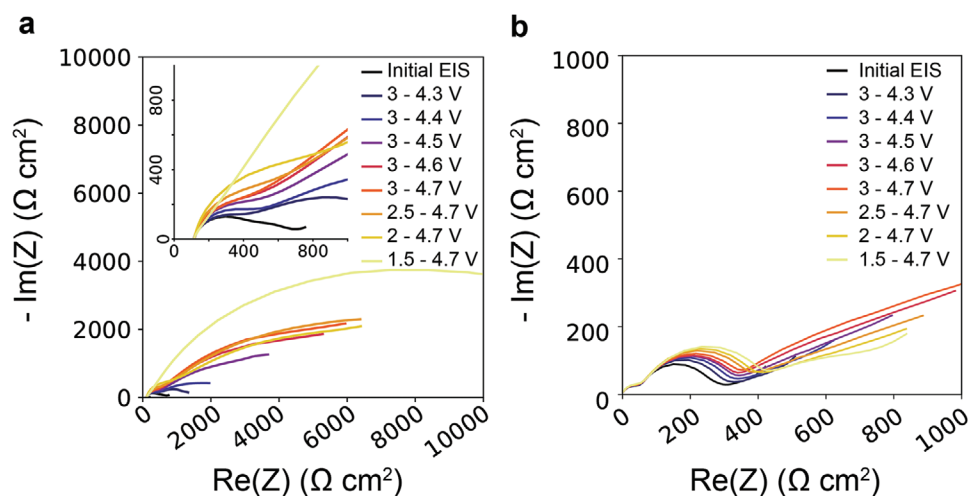 a
10000
8000
6000
4000
2000
0
0
2000
4000
6000
8000
10000
- Im(Z) (Ω cm²)
Re(Z) (Ω cm²)
800
400
0
0
400
800
Initial EIS
3 - 4.3 V
3 - 4.4 V
3 - 4.5 V
3 - 4.6 V
3 - 4.7 V
2.5 - 4.7 V
2 - 4.7 V
1.5 - 4.7 V
b
1000
800
600
400
200
0
0
200
400
600
800
1000
- Im(Z) (Ω cm²)
Re(Z) (Ω cm²)
Initial EIS
3 - 4.3 V
3 - 4.4 V
3 - 4.5 V
3 - 4.6 V
3 - 4.7 V
2.5 - 4.7 V
2 - 4.7 V
1.5 - 4.7 V